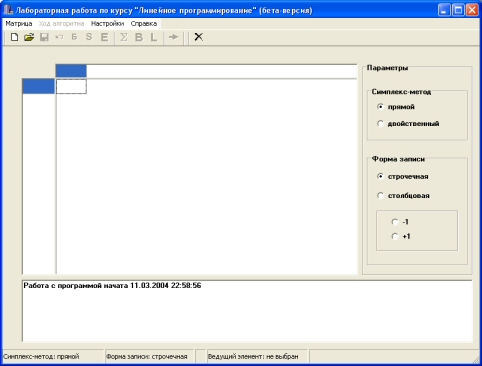 Лабораторная работа по курсу "Линейное программирование" (бета-версия)
Матрица Ход алгоритма Настройки Справка
Б S E Σ B L
Параметры
Симплекс-метод
прямой
двойственный
Форма записи
строчечная
столбцовая
-1
+1
Работа с программой начата 11.03.2004 22:58:56
Симплекс-метод: прямой Форма записи: строчечная Ведущий элемент: не выбран